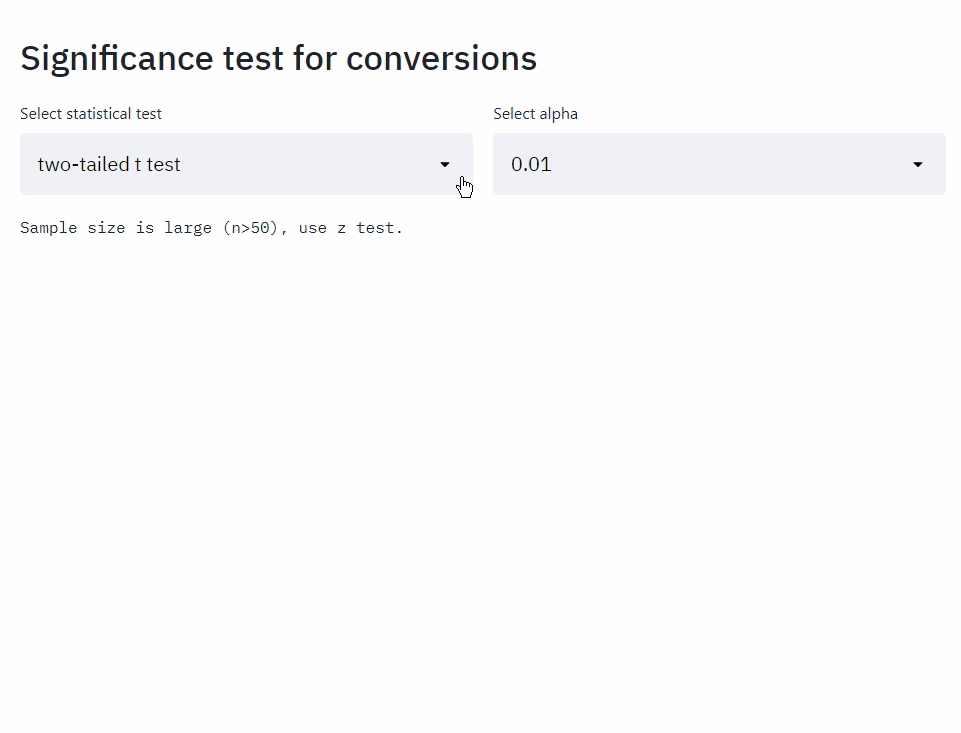 Significance test for conversions
Select statistical test
Select alpha
two-tailed t test
0.01
Sample size is large (n>50), use z test.